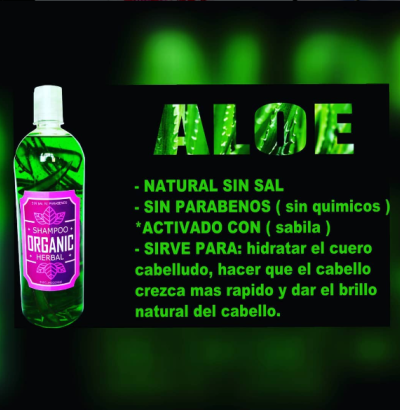 ALOE
- NATURAL SIN SAL
- SIN PARABENOS ( sin quimicos )
*ACTIVADO CON ( sabila )
- SIRVE PARA: hidratar el cuero
cabelludo, hacer que el cabello
crezca mas rapido y dar el brillo
natural del cabello.
SHAMPOO
ORGANIC
HERBAL